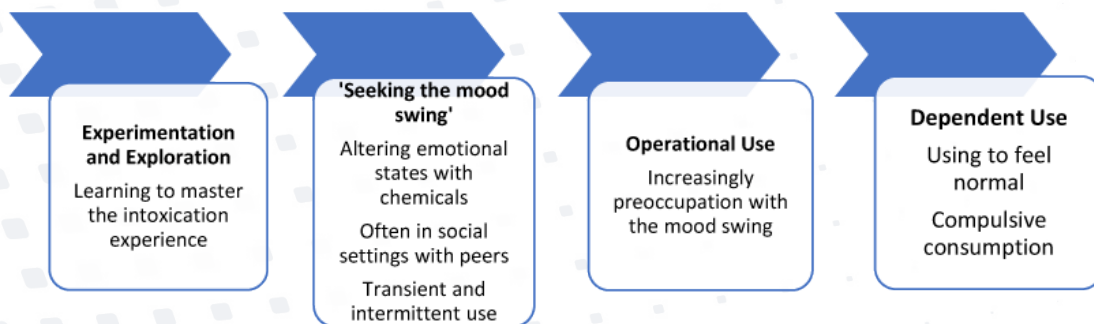 Experimentation
and Exploration
Learning to master
the intoxication
experience
'Seeking the mood
swing'
Altering emotional
states with
chemicals
Often in social
settings with peers
Transient and
intermittent use
Operational Use
Increasingly
preoccupation with
the mood swing
Dependent Use
Using to feel
normal
Compulsive
consumption